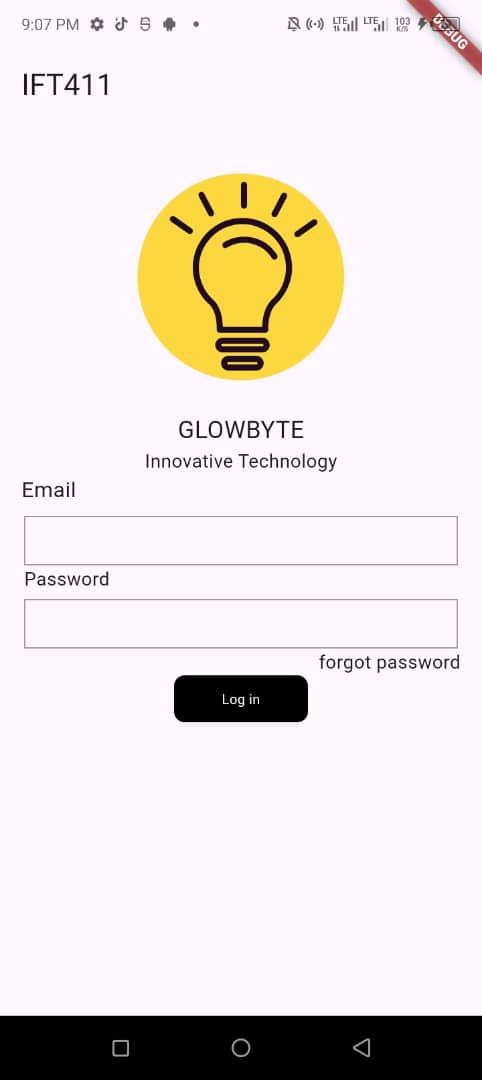 9:07 PM LTE LTE 103 K/S
DEBUG
IFT411
GLOWBYTE
Innovative Technology
Email
Password
forgot password
Log in